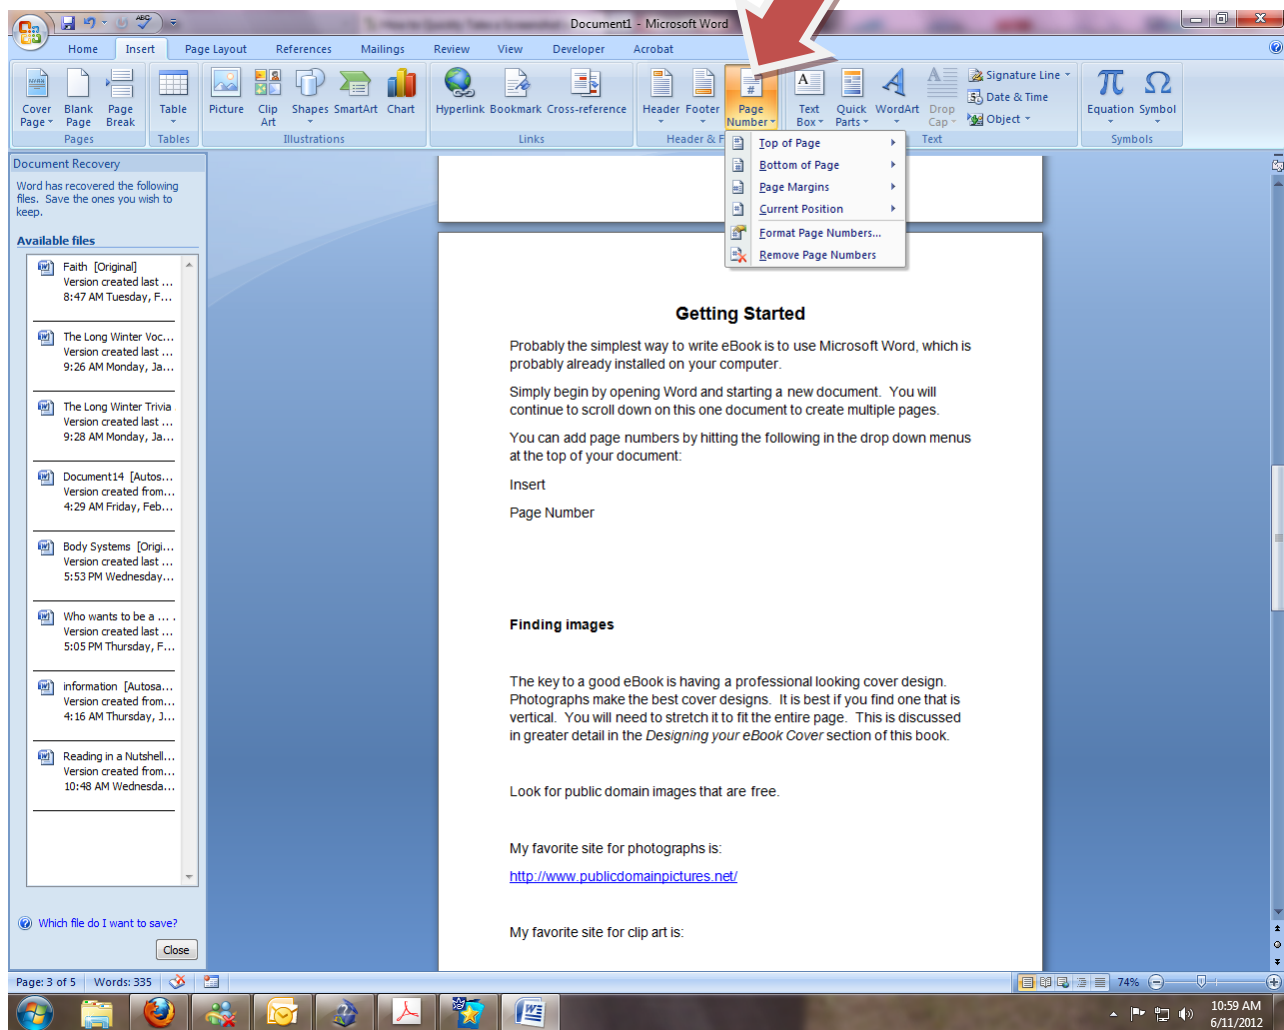 Document1 - Microsoft Word
Home Insert Page Layout References Mailings Review View Developer Acrobat
Cover Page
Blank Page
Page Break
Table
Picture
Clip Art
Shapes
SmartArt
Chart
Hyperlink
Bookmark
Cross-reference
Header
Footer
Page Number
Text Box
Quick Parts
WordArt
Drop Cap
Signature Line
Date & Time
Object
Equation
Symbol
Pages
Tables
Illustrations
Links
Header & F
Text
Symbols
Top of Page
Bottom of Page
Page Margins
Current Position
Format Page Numbers...
Remove Page Numbers
Document Recovery
Word has recovered the following
files. Save the ones you wish to
keep.
Available files
Faith [Original]
Version created last ...
8:47 AM Tuesday, F...
The Long Winter Voc...
Version created last ...
9:26 AM Monday, Ja...
The Long Winter Trivia
Version created last ...
9:28 AM Monday, Ja...
Document14 [Autos...
Version created from...
4:29 AM Friday, Feb...
Body Systems [Origi...
Version created last ...
5:53 PM Wednesday...
Who wants to be a ... .
Version created last ...
5:05 PM Thursday, F...
information [Autosa...
Version created from...
4:16 AM Thursday, J...
Reading in a Nutshell...
Version created from...
10:48 AM Wednesda...
Which file do I want to save?
Close
Getting Started
Probably the simplest way to write eBook is to use Microsoft Word, which is
probably already installed on your computer.
Simply begin by opening Word and starting a new document. You will
continue to scroll down on this one document to create multiple pages.
You can add page numbers by hitting the following in the drop down menus
at the top of your document:
Insert
Page Number
Finding images
The key to a good eBook is having a professional looking cover design.
Photographs make the best cover designs. It is best if you find one that is
vertical. You will need to stretch it to fit the entire page. This is discussed
in greater detail in the Designing your eBook Cover section of this book.
Look for public domain images that are free.
My favorite site for photographs is:
http://www.publicdomainpictures.net/
My favorite site for clip art is:
Page: 3 of 5 Words: 335
74%
10:59 AM
6/11/2012